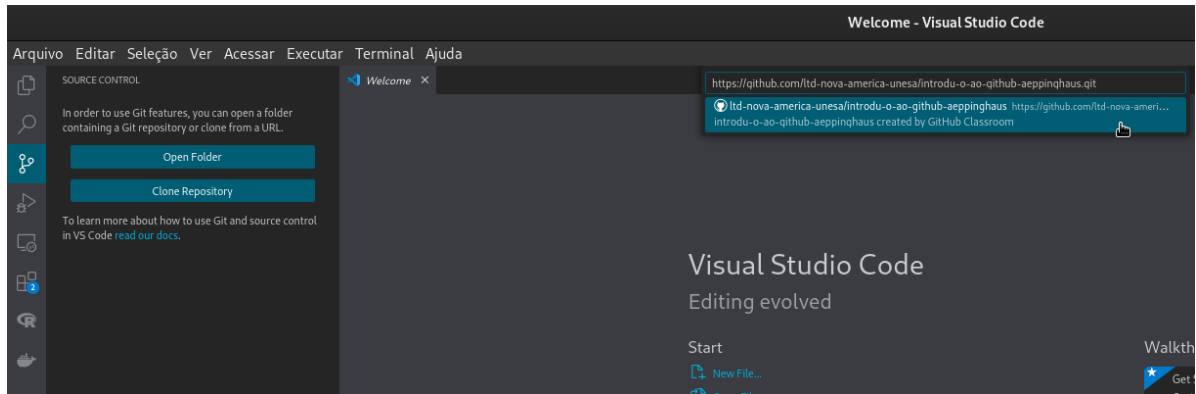 Welcome - Visual Studio Code
Arquivo Editar Seleção Ver Acessar Executar Terminal Ajuda
SOURCE CONTROL
In order to use Git features, you can open a folder
containing a Git repository or clone from a URL.
Open Folder
Clone Repository
To learn more about how to use Git and source control
in VS Code read our docs.
2
R
Welcome
https://github.com/ltd-nova-america-unesa/introdu-o-ao-github-aeppinghaus.git
ltd-nova-america-unesa/introdu-o-ao-github-aeppinghaus https://github.com/ltd-nova-ameri...
introdu-o-ao-github-aeppinghaus created by GitHub Classroom
Visual Studio Code
Editing evolved
Start
New File...
Walkth
Get